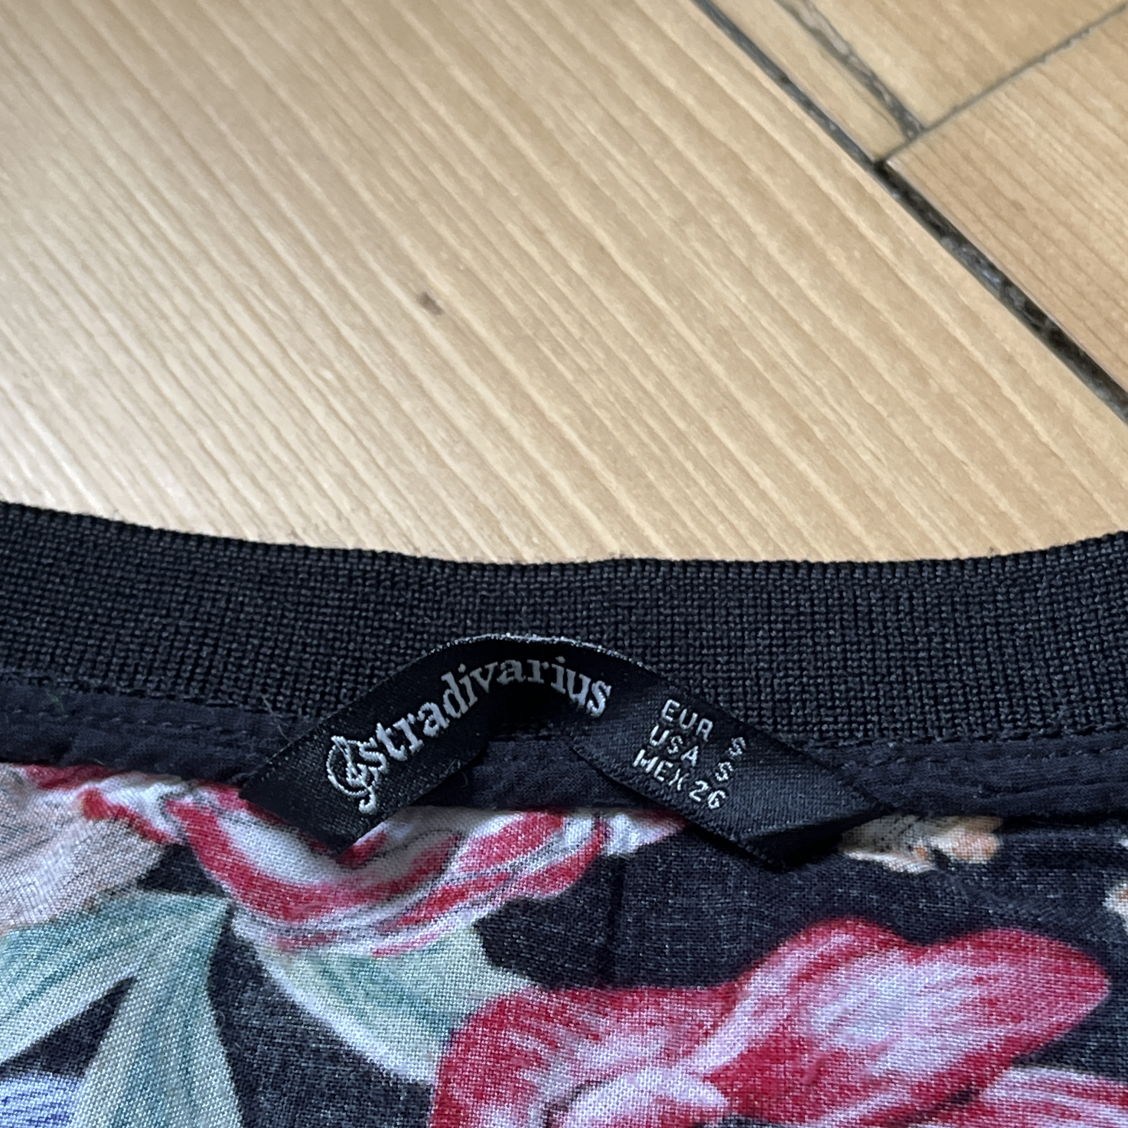 stradivarius
EUR S
USA S
MEX 26